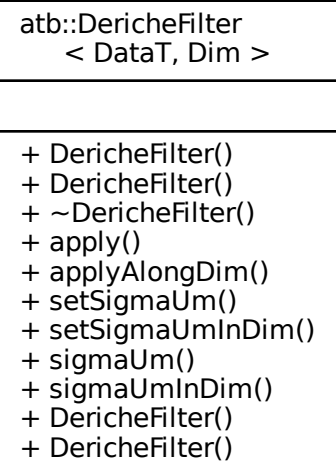 atb::DericheFilter
< DataT, Dim >
+ DericheFilter()
+ DericheFilter()
+ ~DericheFilter()
+ apply()
+ applyAlongDim()
+ setSigmaUm()
+ setSigmaUmInDim()
+ sigmaUm()
+ sigmaUmInDim()
+ DericheFilter()
+ DericheFilter()